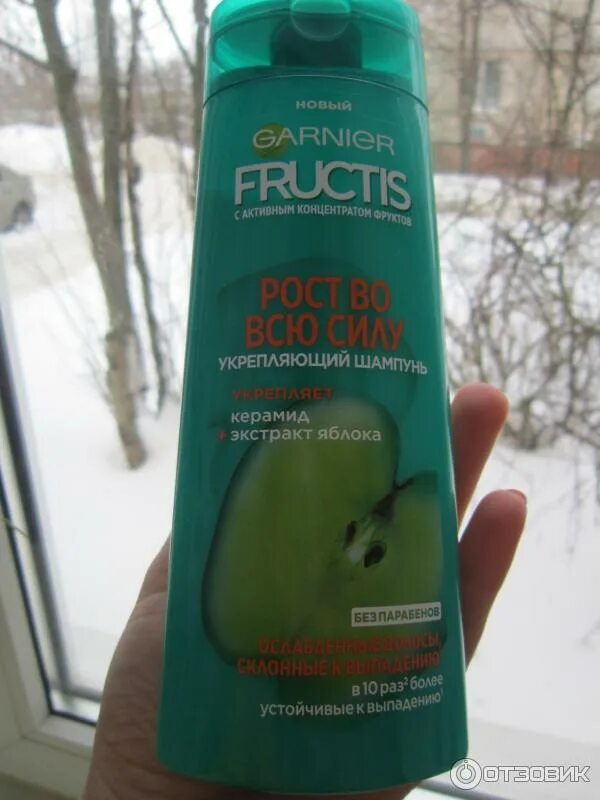 НОВЫЙ
GARNIER
FRUCTIS
С АКТИВНЫМ КОНЦЕНТРАТОМ ФРУКТОВ
РОСТ ВО
ВСЮ СИЛУ
УКРЕПЛЯЮЩИЙ ШАМПУНЬ
УКРЕПЛЯЕТ
керамид
+ экстракт яблока
БЕЗ ПАРАБЕНОВ
ОСЛАБЛЕННЫЕ ВОЛОСЫ,
СКЛОННЫЕ К ВЫПАДЕНИЮ
в 10 раз² более
устойчивые к выпадению¹
ОТЗОВИК